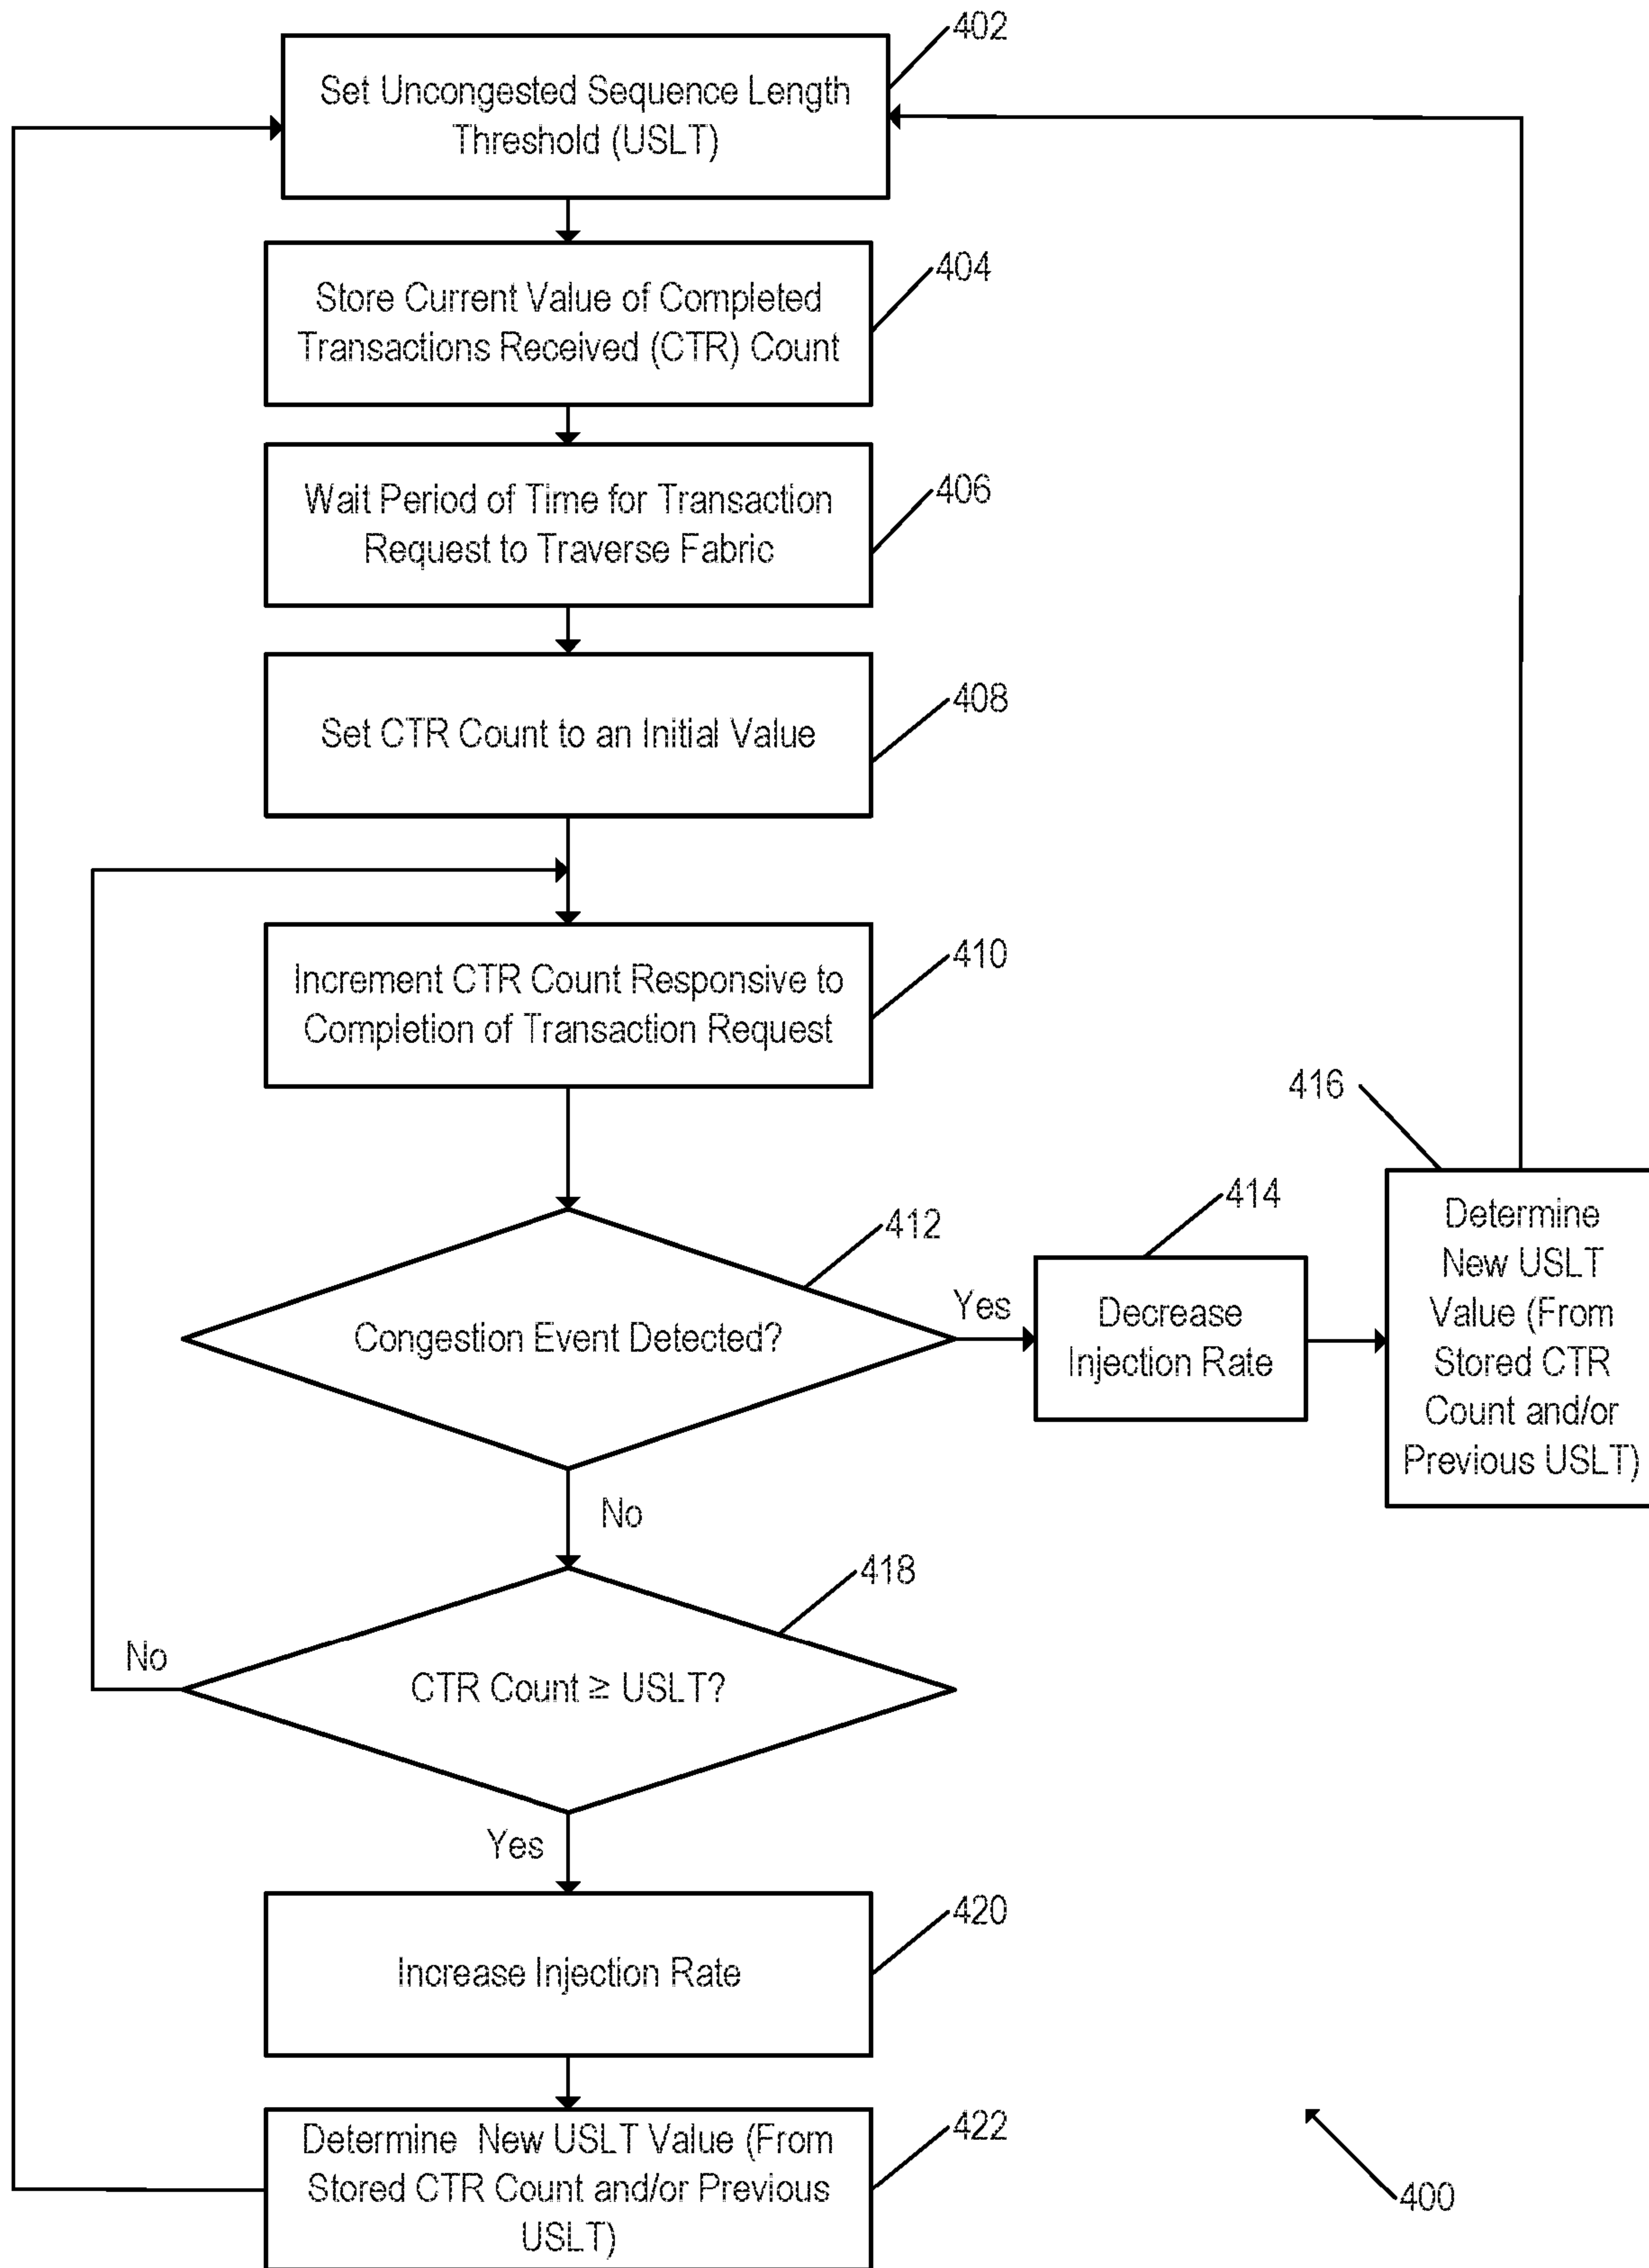 402
Set Uncongested Sequence Length
Threshold (USLT)
404
Store Current Value of Completed
Transactions Received (CTR) Count
406
Wait Period of Time for Transaction
Request to Traverse Fabric
408
Set CTR Count to an Initial Value
410
Increment CTR Count Responsive to
Completion of Transaction Request
412
Congestion Event Detected?
Yes
414
Decrease
Injection Rate
416
Determine
New USLT
Value (From
Stored CTR
Count and/or
Previous USLT)
No
418
CTR Count ≥ USLT?
No
Yes
420
Increase Injection Rate
422
Determine New USLT Value (From
Stored CTR Count and/or Previous
USLT)
400